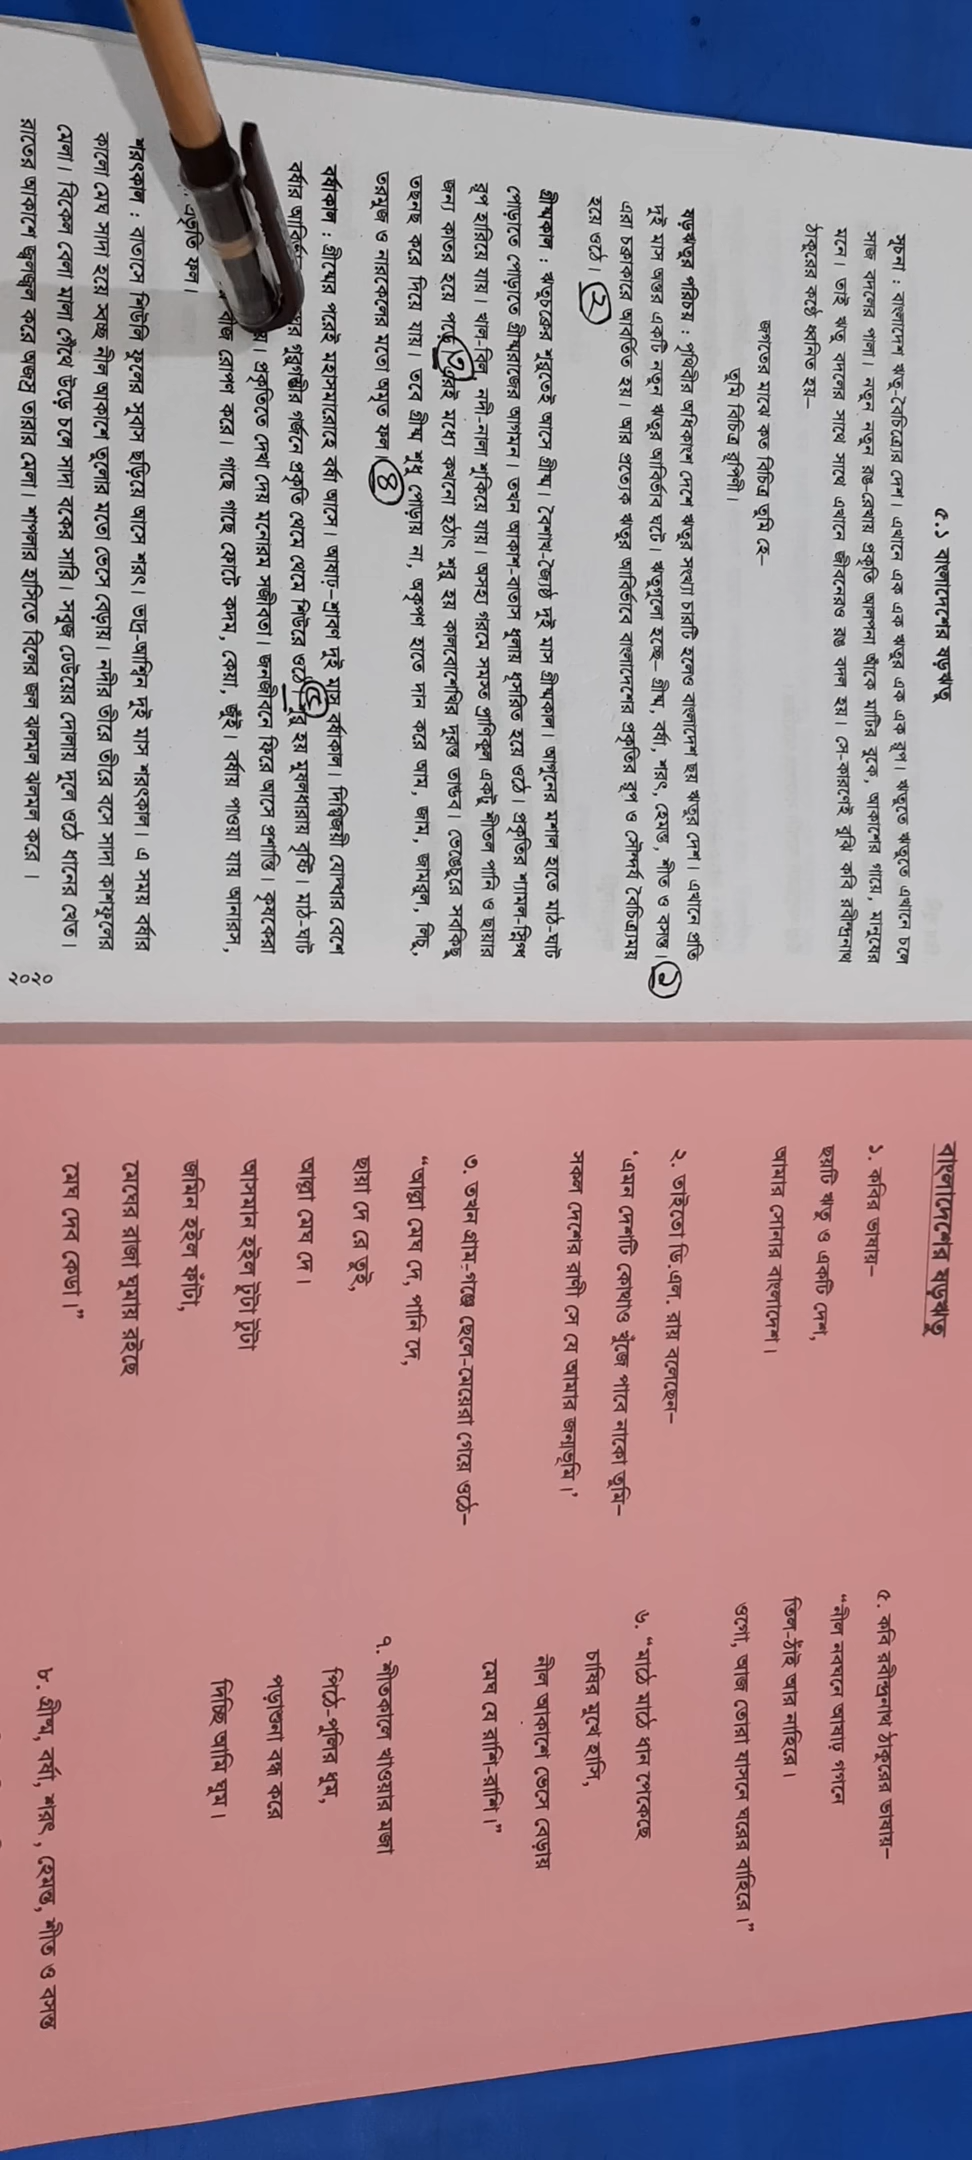 ৫.১ বাংলাদেশের ষড়ঋতু
সূচনা : বাংলাদেশ ঋতু-বৈচিত্র্যের দেশ। এখানে এক এক ঋতুর এক এক রূপ। ঋতুতে ঋতুতে এখানে চলে
সাজ বদলের পালা। নতুন নতুন রঙ-রেখায় প্রকৃতি আলপনা আঁকে মাটির বুকে, আকাশের গায়ে, মানুষের
মনে। তাই ঋতু বদলের সাথে সাথে এখানে জীবনেরও রঙ বদল হয়। সে-কারণেই বুঝি কবি রবীন্দ্রনাথ
ঠাকুরের কণ্ঠে ধ্বনিত হয়–
জগতের মাঝে কত বিচিত্র তুমি হে–
তুমি বিচিত্র রূপিনী।
ষড়ঋতুর পরিচয় : পৃথিবীর অধিকাংশ দেশে ঋতুর সংখ্যা চারটি হলেও বাংলাদেশ ছয় ঋতুর দেশ। এখানে প্রতি
দুই মাস অন্তর একটি নতুন ঋতুর আবির্ভাব ঘটে। ঋতুগুলো হচ্ছে– গ্রীষ্ম, বর্ষা, শরৎ, হেমন্ত, শীত ও বসন্ত। ১
এরা চক্রাকারে আবর্তিত হয়। আর প্রত্যেক ঋতুর আবির্ভাবে বাংলাদেশের প্রকৃতির রূপ ও সৌন্দর্য বৈচিত্র্যময়
হয়ে ওঠে। ২
গ্রীষ্মকাল : ঋতুচক্রের শুরুতেই আসে গ্রীষ্ম। বৈশাখ-জ্যৈষ্ঠ দুই মাস গ্রীষ্মকাল। আগুনের মশাল হাতে মাঠ-ঘাট
পোড়াতে পোড়াতে গ্রীষ্মরাজের আগমন। তখন আকাশ-বাতাস ধূলায় ধূসরিত হয়ে ওঠে। প্রকৃতির শ্যামল-স্নিগ্ধ
রূপ হারিয়ে যায়। খাল-বিল, নদী-নালা শুকিয়ে যায়। অসহ্য গরমে সমস্ত প্রাণিকুল একটু শীতল পানি ও ছায়ার
জন্য কাতর হয়ে পড়ে। ৩ এরই মধ্যে কখনো হঠাৎ শুরু হয় কালবোশেখির দুরন্ত তাণ্ডব। ভেঙেচুরে সবকিছু
তছনছ করে দিয়ে যায়। তবে গ্রীষ্ম শুধু পোড়ায় না, অকৃপণ হাতে দান করে আম, জাম, জামরুল, লিচু,
তরমুজ ও নারকেলের মতো অমৃত ফল। ৪
বর্ষাকাল : গ্রীষ্মের পরেই মহাসমারোহে বর্ষা আসে। আষাঢ়-শ্রাবণ দুই মাস বর্ষাকাল। দিগ্বিজয়ী যোদ্ধার বেশে
বর্ষার গুরুগম্ভীর গর্জনে প্রকৃতি থেমে থেমে শিউরে ওঠে। ৫ শুরু হয় মুষলধারায় বৃষ্টি। মাঠ-ঘাট
প্রকৃতিতে দেখা দেয় মনোরম সজীবতা। জনজীবনে ফিরে আসে প্রশান্তি। কৃষকেরা
বীজ রোপণ করে। গাছে গাছে ফোটে কদম, কেয়া, জুঁই। বর্ষায় পাওয়া যায় আনারস,
প্রভৃতি ফল।
শরৎকাল : বাতাসে শিউলি ফুলের সুবাস ছড়িয়ে আসে শরৎ। ভাদ্র-আশ্বিন দুই মাস শরৎকাল। এ সময় বর্ষার
কালো মেঘ সাদা হয়ে স্বচ্ছ নীল আকাশে তুলোর মতো ভেসে বেড়ায়। নদীর তীরে তীরে বসে সাদা কাশফুলের
মেলা। বিকেল বেলা মালা গেঁথে উড়ে চলে সাদা বকের সারি। সবুজ ঢেউয়ের দোলায় দুলে ওঠে ধানের খেত।
রাতের আকাশে জ্বলজ্বল করে অজস্র তারার মেলা। শাপলার হাসিতে বিলের জল ঝলমল ঝলমল করে।
২০২০
বাংলাদেশের ষড়ঋতু
১. কবির ভাষায়–
ছয়টি ঋতু ও একটি দেশ,
আমার সোনার বাংলাদেশ।
২. তাইতো ডি.এল. রায় বলেছেন–
'এমন দেশটি কোথাও খুঁজে পাবে নাকো তুমি–
সকল দেশের রাণী সে যে আমার জন্মভূমি।'
৩. তখন গ্রাম-গঞ্জে ছেলে-মেয়েরা গেয়ে ওঠে–
"আল্লা মেঘ দে, পানি দে,
ছায়া দে রে তুই,
আল্লা মেঘ দে।
আসমান হইল টুটা টুটা
জমিন হইল ফাঁটা,
মেঘের রাজা ঘুমায় রইছে
মেঘ দেব কেডা।"
৫. কবি রবীন্দ্রনাথ ঠাকুরের ভাষায়–
"নীল নবঘনে আষাঢ় গগনে
তিল-ঠাঁই আর নাহিরে।
ওগো, আজ তোরা যাসনে ঘরের বাহিরে।"
৬. "মাঠে মাঠে ধান পেকেছে
চাষির মুখে হাসি,
নীল আকাশে ভেসে বেড়ায়
মেঘ যে রাশি-রাশি।"
৭. শীতকালে খাওয়ার মজা
পিঠে-পুলির ধুম,
পড়াশুনা বন্ধ করে
দিচ্ছি আমি ঘুম।
৮. গ্রীষ্ম, বর্ষা, শরৎ, হেমন্ত, শীত ও বসন্ত